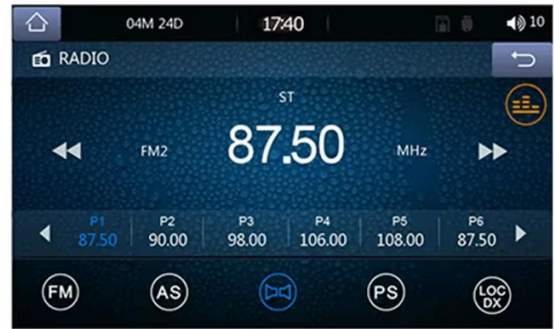 04M 24D 17:40 10
RADIO
ST
FM2 87.50 MHz
P1 P2 P3 P4 P5 P6
87.50 90.00 98.00 106.00 108.00 87.50
FM AS PS LOC
DX